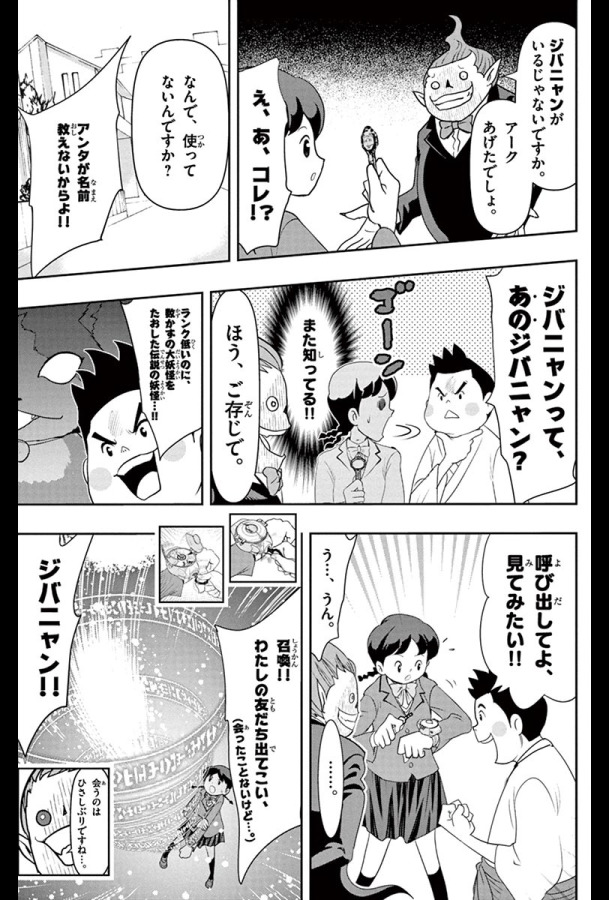 ジバニャンが
いるじゃないですか。
アーク
あげたでしょ。
え、あ、コレ!?
なんで、使って
ないんですか?
アンタが名前
教えないからよ!!
ジバニャンって、
あのジバニャン?
ゴーン
また知ってる!!
ほう、ご存じで。
ランク低いのに、
数かずの大妖怪を
たおした伝説の妖怪…!!
呼び出してよ、
見てみたい!!
う…、うん。
……。
召喚!!
わたしの友だち出てこい、
(会ったことないけど…。)
ジバニャン!!
会うのは
ひさしぶりですね…。